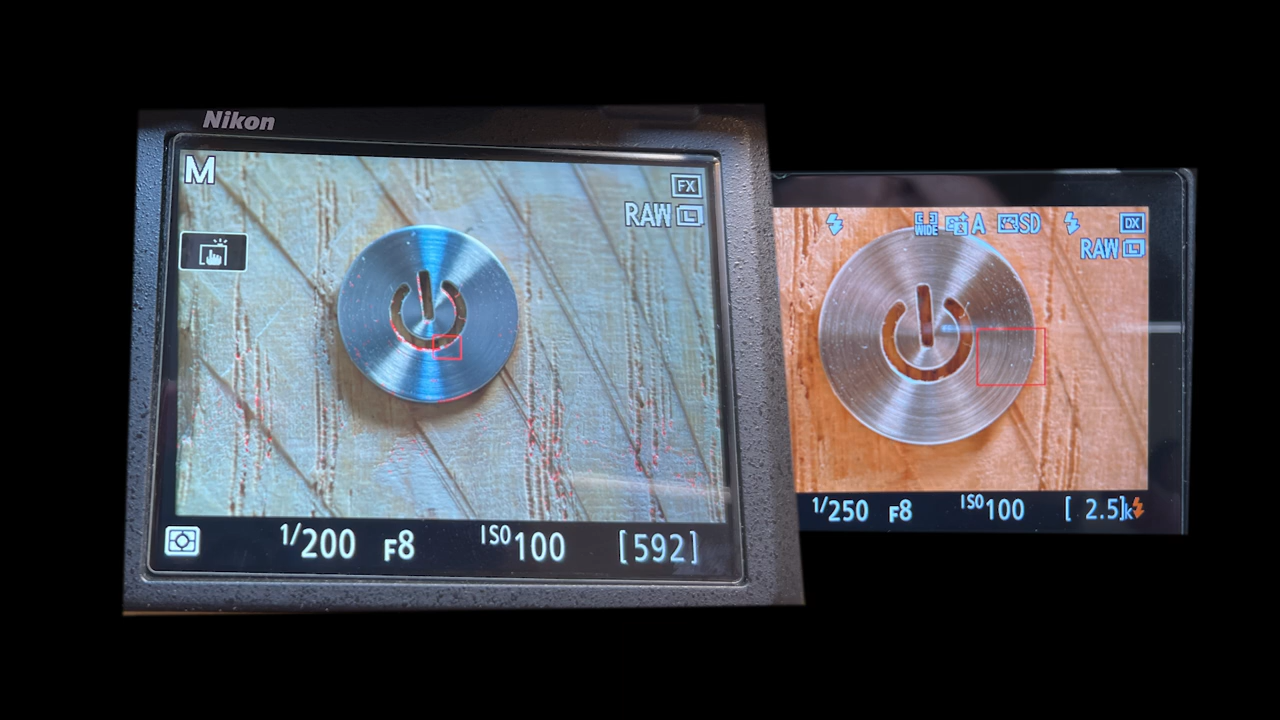 Nikon
M
FX
RAW L
1/200 F8 ISO100 [592]
WIDE A SD DX
RAW L
1/250 F8 ISO100 [2.5]k